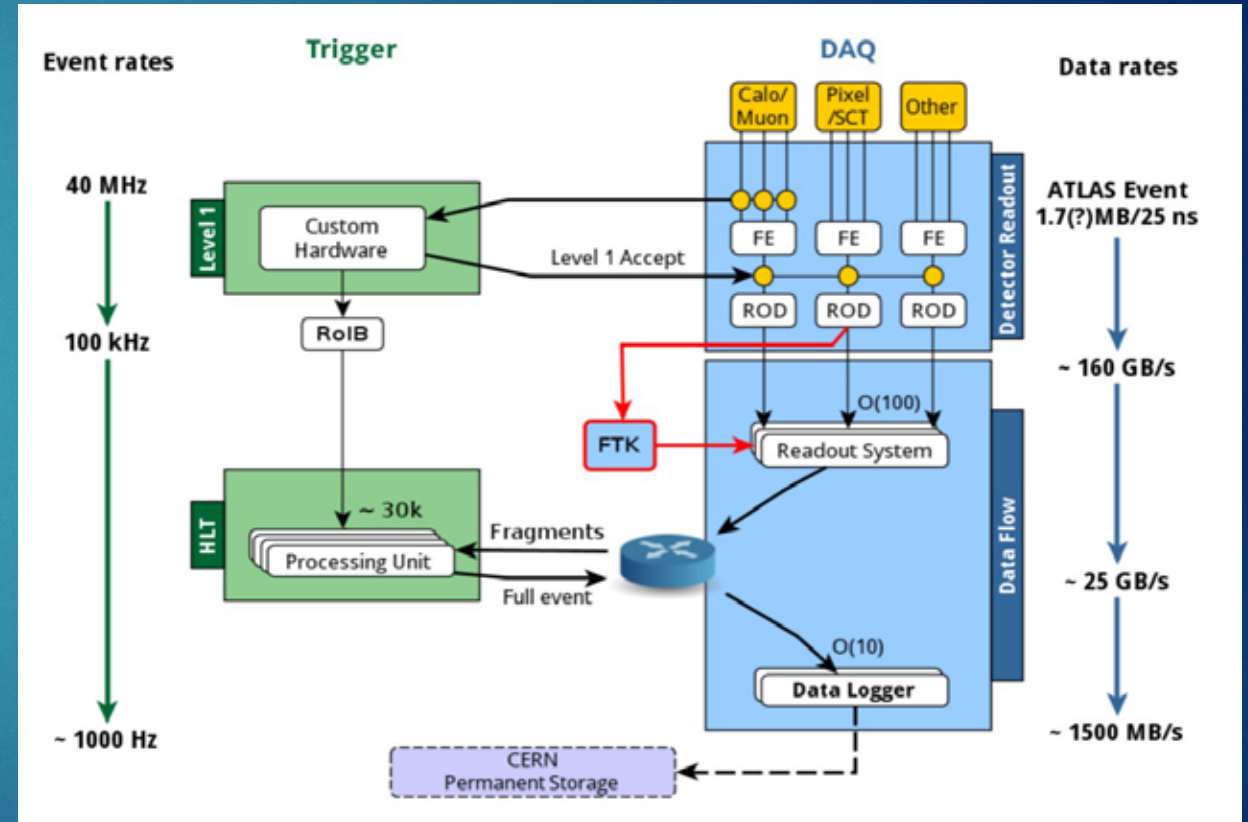 Event rates
Trigger
DAQ
Data rates
Calo/
Muon
Pixel
/SCT
Other
40 MHz
Level 1
Custom
Hardware
FE
FE
FE
Detector Readout
ATLAS Event
1.7(?)MB/25 ns
Level 1 Accept
ROD
ROD
ROD
100 kHz
RoIB
~ 160 GB/s
O(100)
FTK
Readout System
HLT
~ 30k
Processing Unit
Fragments
Full event
Data Flow
~ 25 GB/s
O(10)
Data Logger
~ 1000 Hz
~ 1500 MB/s
CERN
Permanent Storage